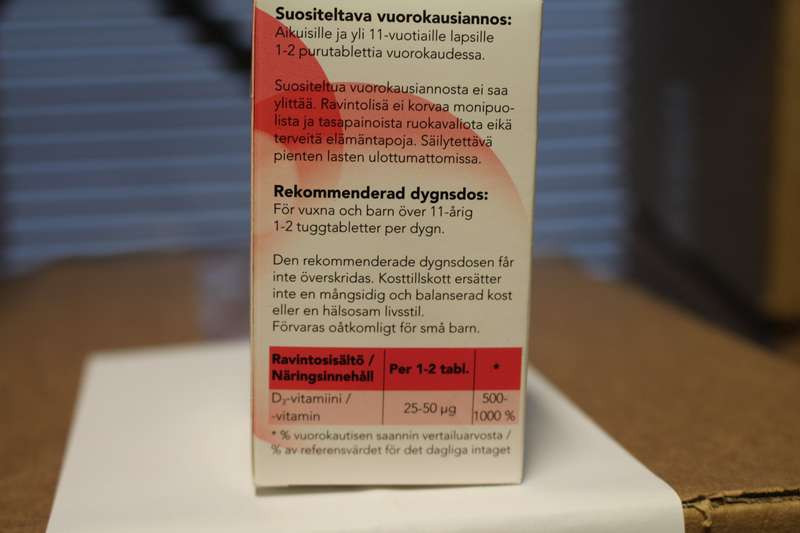 Suositeltava vuorokausiannos:
Aikuisille ja yli 11-vuotiaille lapsille
1-2 purutablettia vuorokaudessa.
Suositeltua vuorokausiannosta ei saa
ylittää. Ravintolisä ei korvaa monipuo-
lista ja tasapainoista ruokavaliota eikä
terveitä elämäntapoja. Säilytettävä
pienten lasten ulottumattomissa.
Rekommenderad dygnsdos:
För vuxna och barn över 11-årig
1-2 tuggtabletter per dygn.
Den rekommenderade dygnsdosen får
inte överskridas. Kosttillskott ersätter
inte en mångsidig och balanserad kost
eller en hälsosam livsstil.
Förvaras oåtkomligt för små barn.
Ravintosisältö / Per 1-2 tabl. *
Näringsinnehåll
D₃-vitamiini / 25-50 µg 500-
-vitamin 1000 %
* % vuorokautisen saannin vertailuarvosta /
% av referensvärdet för det dagliga intaget